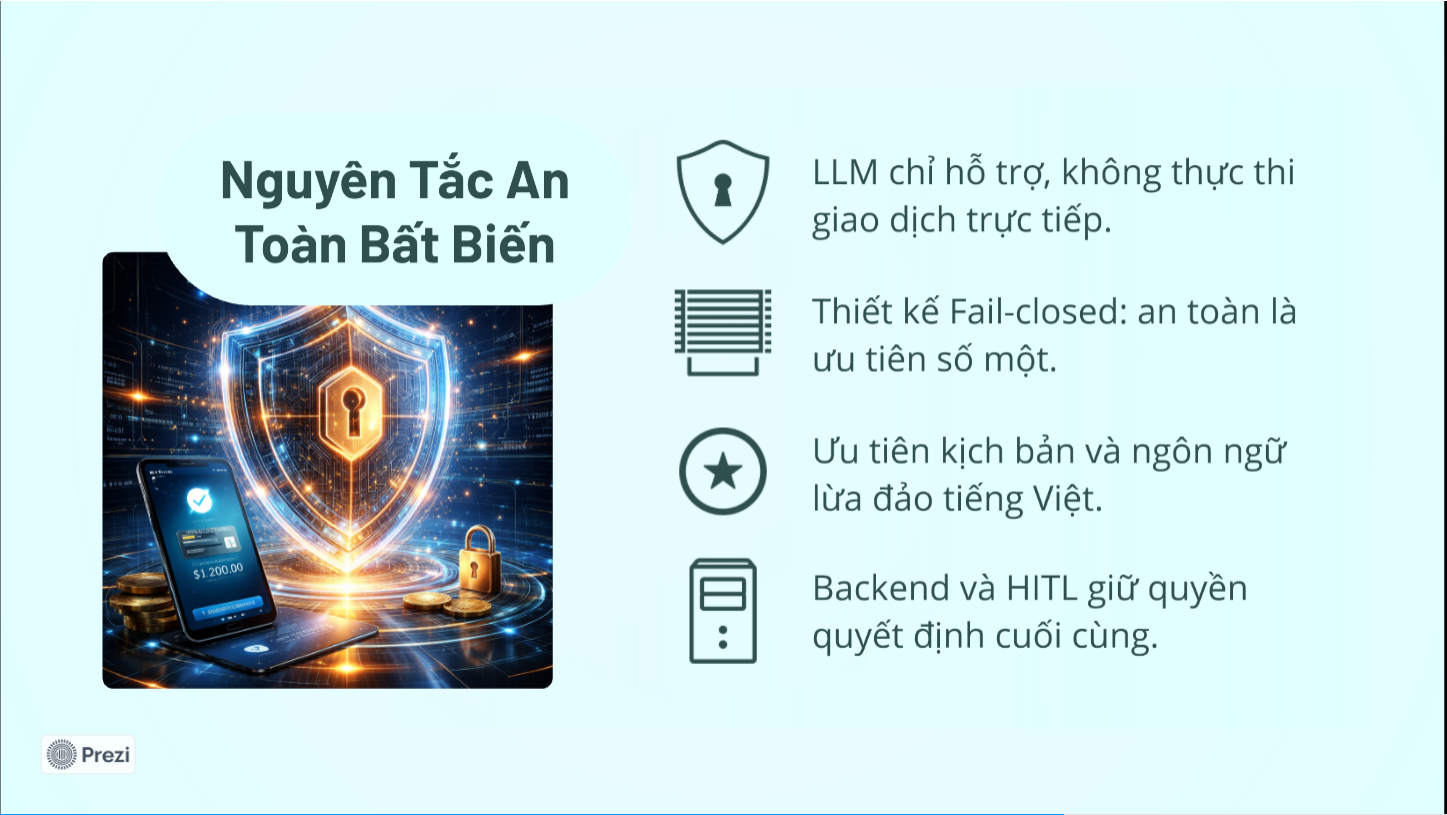 Nguyên Tắc An
Toàn Bất Biến
LLM chỉ hỗ trợ, không thực thi
giao dịch trực tiếp.
Thiết kế Fail-closed: an toàn là
ưu tiên số một.
Ưu tiên kịch bản và ngôn ngữ
lừa đảo tiếng Việt.
Backend và HITL giữ quyền
quyết định cuối cùng.
$1,200.00
Prezi